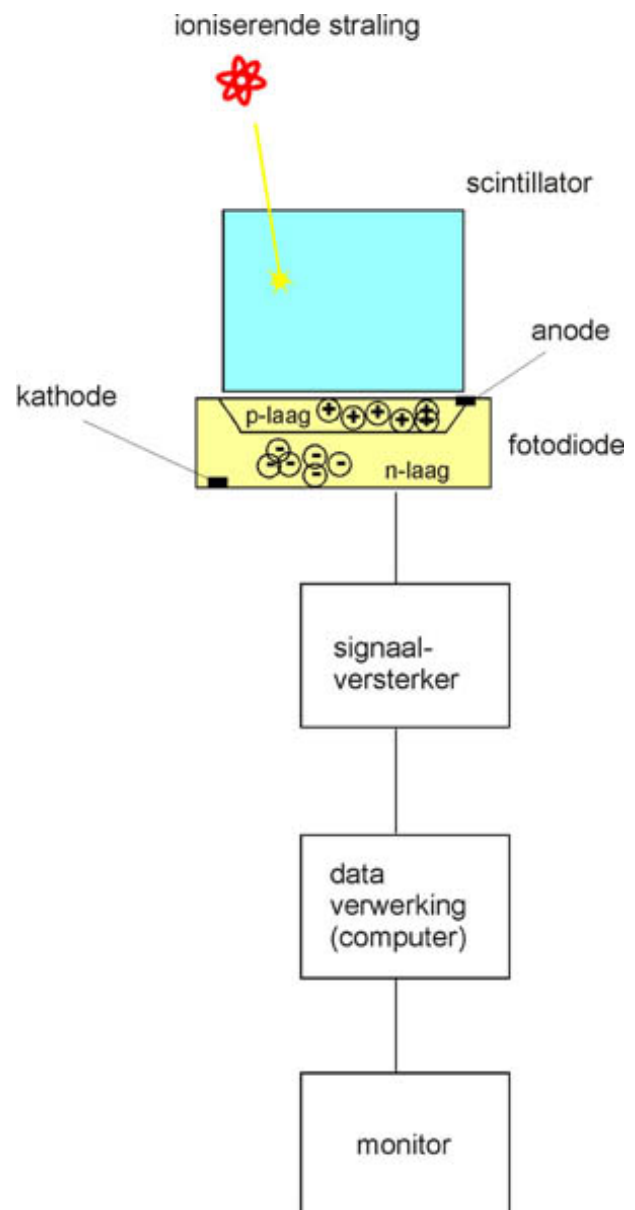 ioniserende straling
scintillator
anode
kathode
p-laag
fotodiode
n-laag
signaal-
versterker
data
verwerking
(computer)
monitor